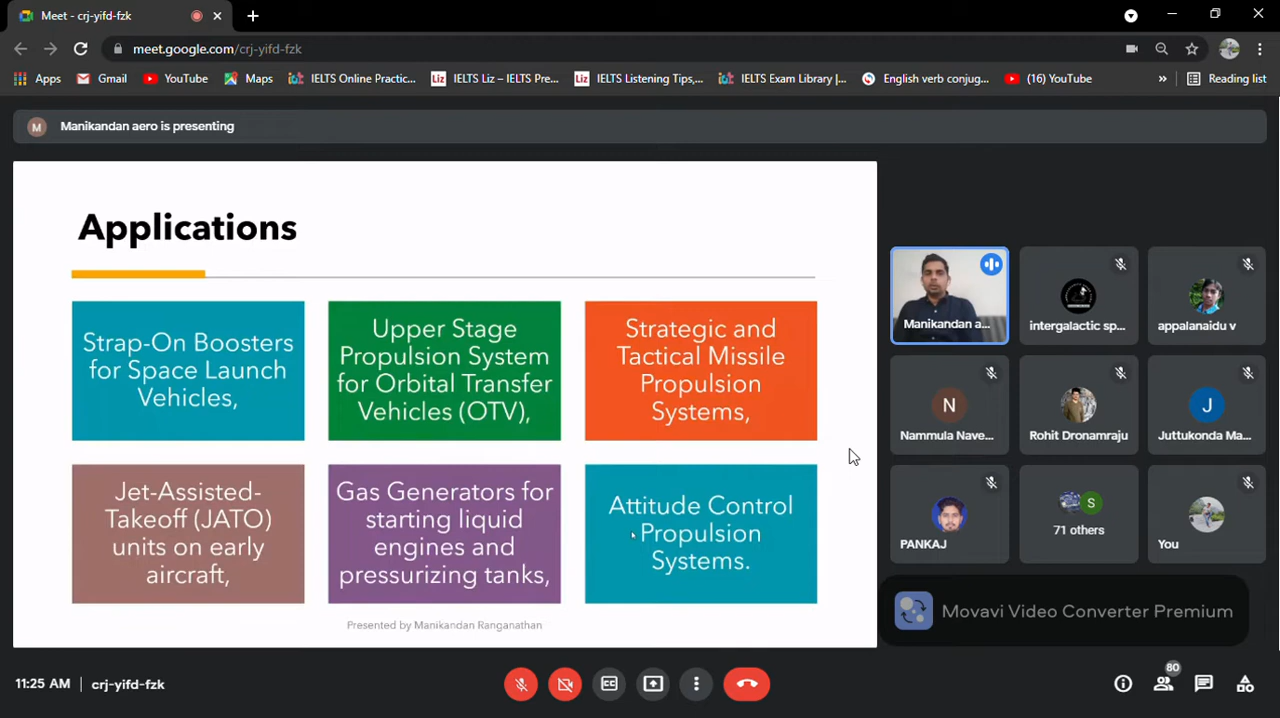 Meet - crj-yifd-fzk
meet.google.com/crj-yifd-fzk
Apps
Gmail
YouTube
Maps
IELTS Online Practic...
Liz
IELTS Liz – IELTS Pre...
Liz
IELTS Listening Tips,...
IELTS Exam Library |...
English verb conjug...
(16) YouTube
»
Reading list
M
Manikandan aero is presenting
Applications
Strap-On Boosters
for Space Launch
Vehicles,
Upper Stage
Propulsion System
for Orbital Transfer
Vehicles (OTV),
Strategic and
Tactical Missile
Propulsion
Systems,
Jet-Assisted-
Takeoff (JATO)
units on early
aircraft,
Gas Generators for
starting liquid
engines and
pressurizing tanks,
Attitude Control
Propulsion
Systems.
Presented by Manikandan Ranganathan
Manikandan a...
intergalactic sp...
appalanaidu v
N
Nammula Nave...
Rohit Dronamraju
J
Juttukonda Ma...
PANKAJ
S
71 others
You
Movavi Video Converter Premium
11:25 AM | crj-yifd-fzk
CC
80